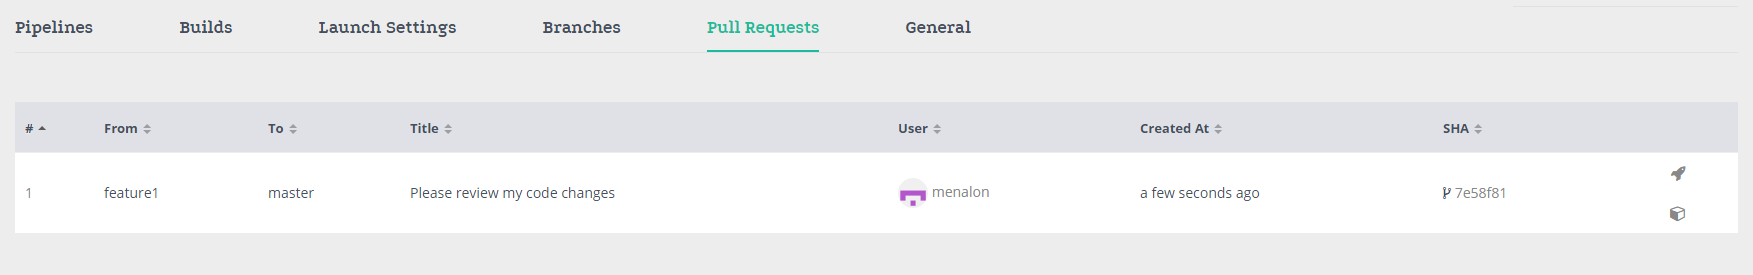 Pipelines Builds Launch Settings Branches Pull Requests General
# From To Title User Created At SHA
1 feature1 master Please review my code changes menalon a few seconds ago 7e58f81